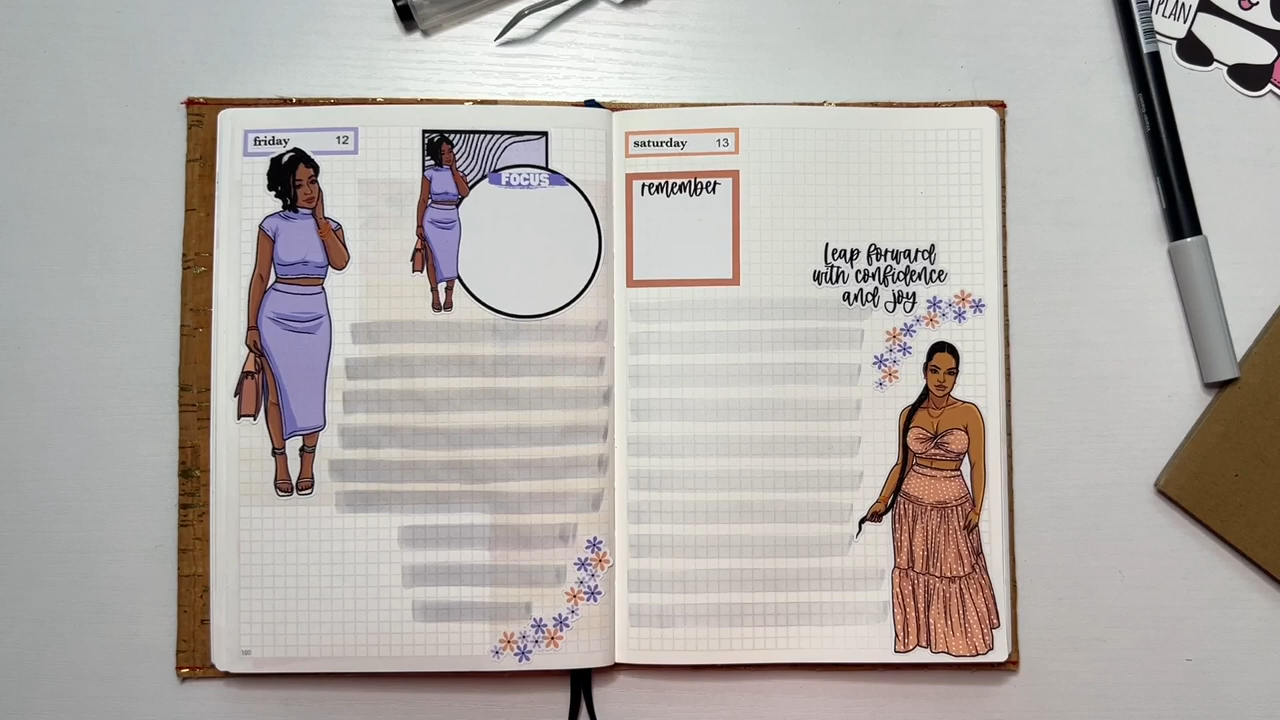 friday 12
FOCUS
saturday 13
remember
Leap forward
with confidence
and joy
PLAN